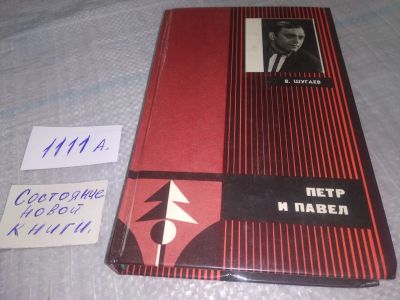 В. ШУГАЕВ
ПЕТР
И ПАВЕЛ
1111 А.
Состояние
новой
книги.